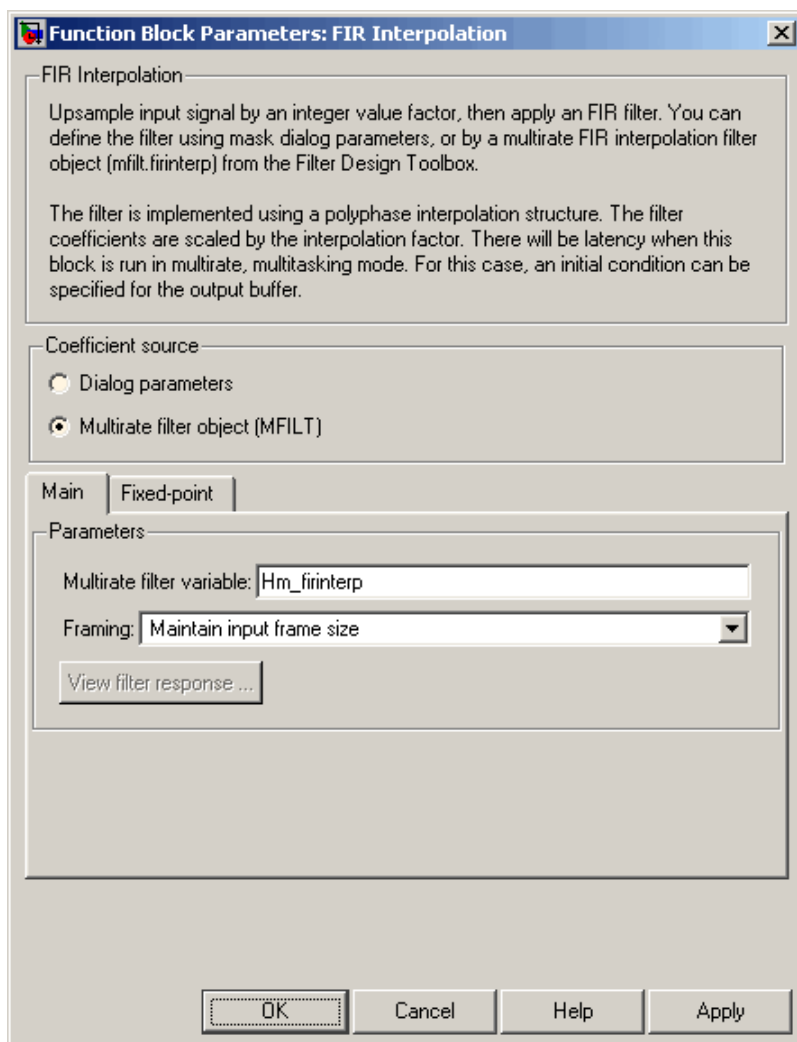 Function Block Parameters: FIR Interpolation
FIR Interpolation
Upsample input signal by an integer value factor, then apply an FIR filter. You can
define the filter using mask dialog parameters, or by a multirate FIR interpolation filter
object (mfilt.firinterp) from the Filter Design Toolbox.
The filter is implemented using a polyphase interpolation structure. The filter
coefficients are scaled by the interpolation factor. There will be latency when this
block is run in multirate, multitasking mode. For this case, an initial condition can be
specified for the output buffer.
Coefficient source
Dialog parameters
Multirate filter object (MFILT)
Main Fixed-point
Parameters
Multirate filter variable: Hm_firinterp
Framing: Maintain input frame size
View filter response ...
OK Cancel Help Apply